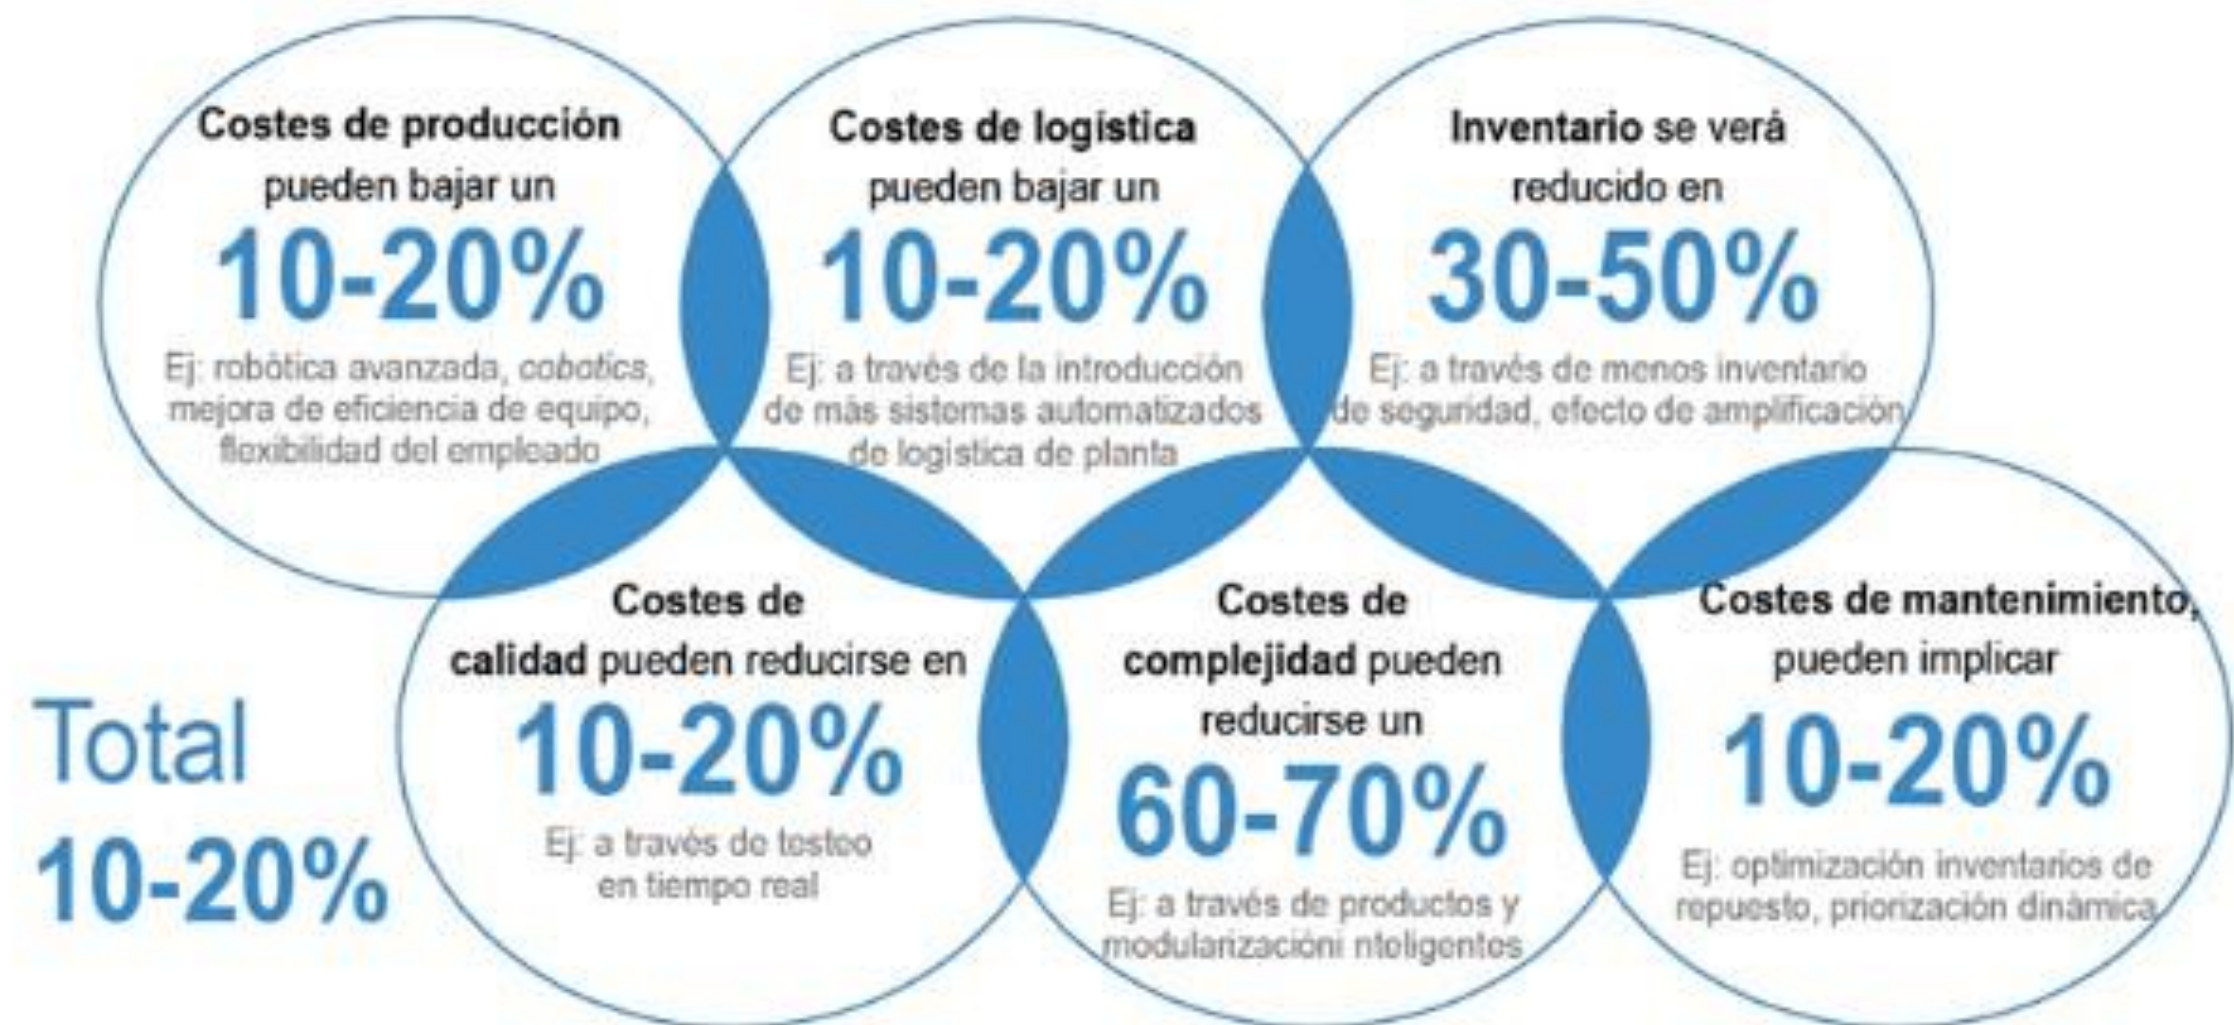 Costes de producción
pueden bajar un
10-20%
Ej: robótica avanzada, cobotics,
mejora de eficiencia de equipo,
flexibilidad del empleado
Costes de logística
pueden bajar un
10-20%
Ej: a través de la introducción
de más sistemas automatizados
de logística de planta
Inventario se verá
reducido en
30-50%
Ej: a través de menos inventario
de seguridad, efecto de amplificación
Costes de
calidad pueden reducirse en
10-20%
Ej: a través de testeo
en tiempo real
Costes de
complejidad pueden
reducirse un
60-70%
Ej: a través de productos y
modularizacióni nteligentes
Costes de mantenimiento,
pueden implicar
10-20%
Ej: optimización inventarios de
repuesto, priorización dinámica
Total
10-20%